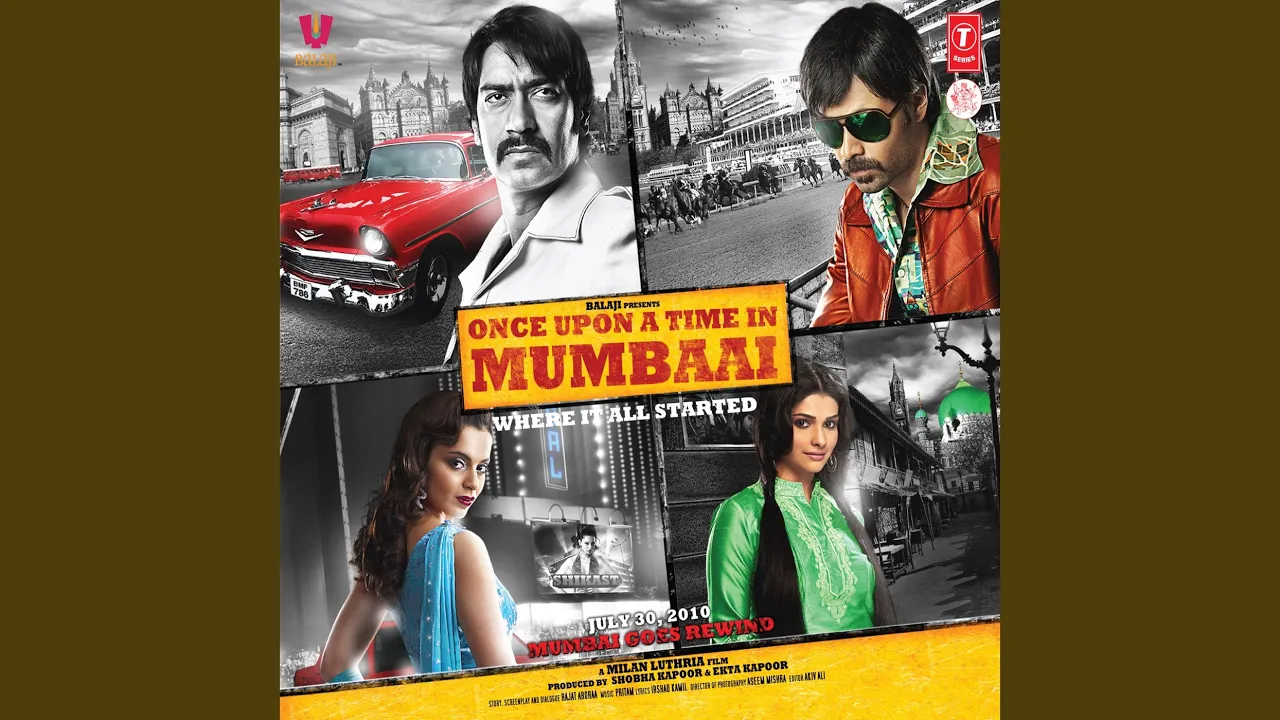 BALAJI
T
SERIES
BMF
786
BALAJI PRESENTS
ONCE UPON A TIME IN
MUMBAAI
WHERE IT ALL STARTED
AL
SHIKAST
JULY 30, 2010
MUMBAI GOES REWIND
A MILAN LUTHRIA FILM
PRODUCED BY SHOBHA KAPOOR & EKTA KAPOOR
STORY, SCREENPLAY AND DIALOGUE RAJAT ARORAA MUSIC PRITAM LYRICS IRSHAD KAMIL DIRECTOR OF PHOTOGRAPHY ASEEM MISHRA EDITOR AKIV ALI